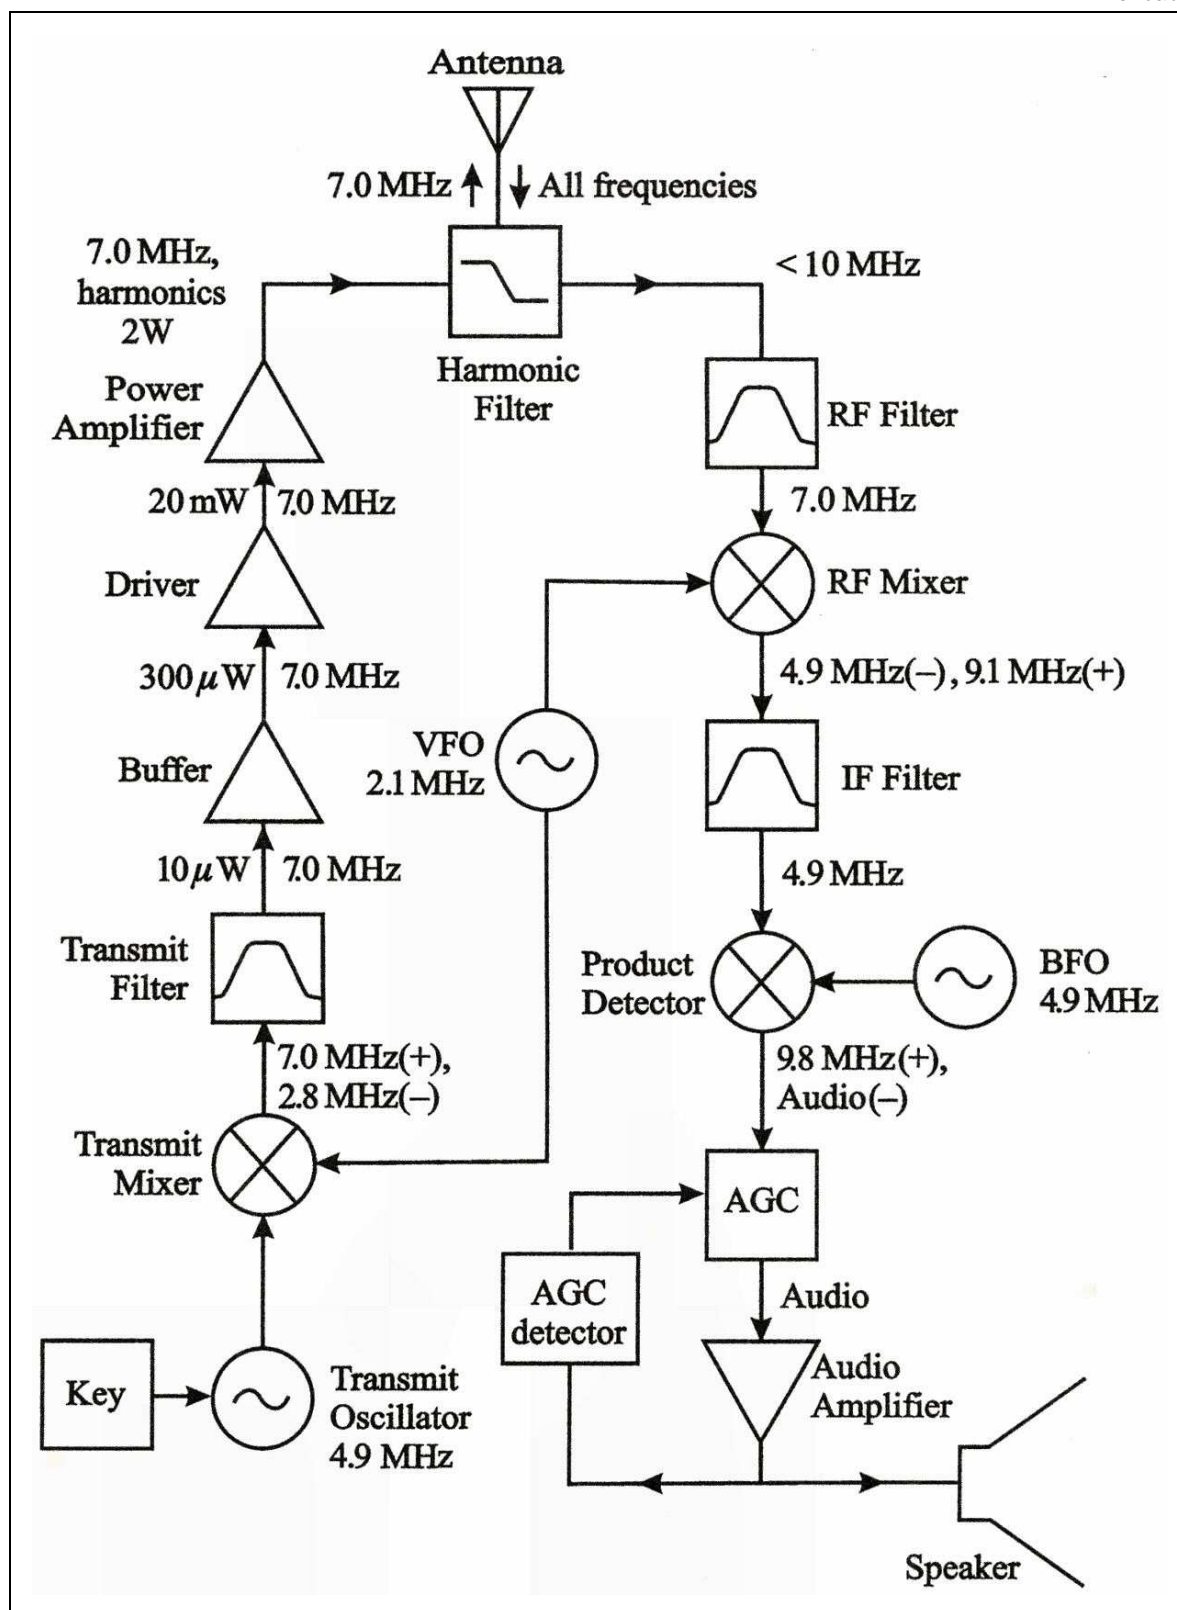 Antenna
7.0 MHz
All frequencies
7.0 MHz,
harmonics
2W
< 10 MHz
Harmonic
Filter
Power
Amplifier
RF Filter
20 mW
7.0 MHz
7.0 MHz
Driver
RF Mixer
300 μW
7.0 MHz
4.9 MHz(–), 9.1 MHz(+)
VFO
2.1 MHz
Buffer
IF Filter
10 μW
7.0 MHz
4.9 MHz
Transmit
Filter
Product
Detector
BFO
4.9 MHz
7.0 MHz(+),
2.8 MHz(–)
9.8 MHz(+),
Audio(–)
Transmit
Mixer
AGC
AGC
detector
Audio
Key
Transmit
Oscillator
4.9 MHz
Audio
Amplifier
Speaker